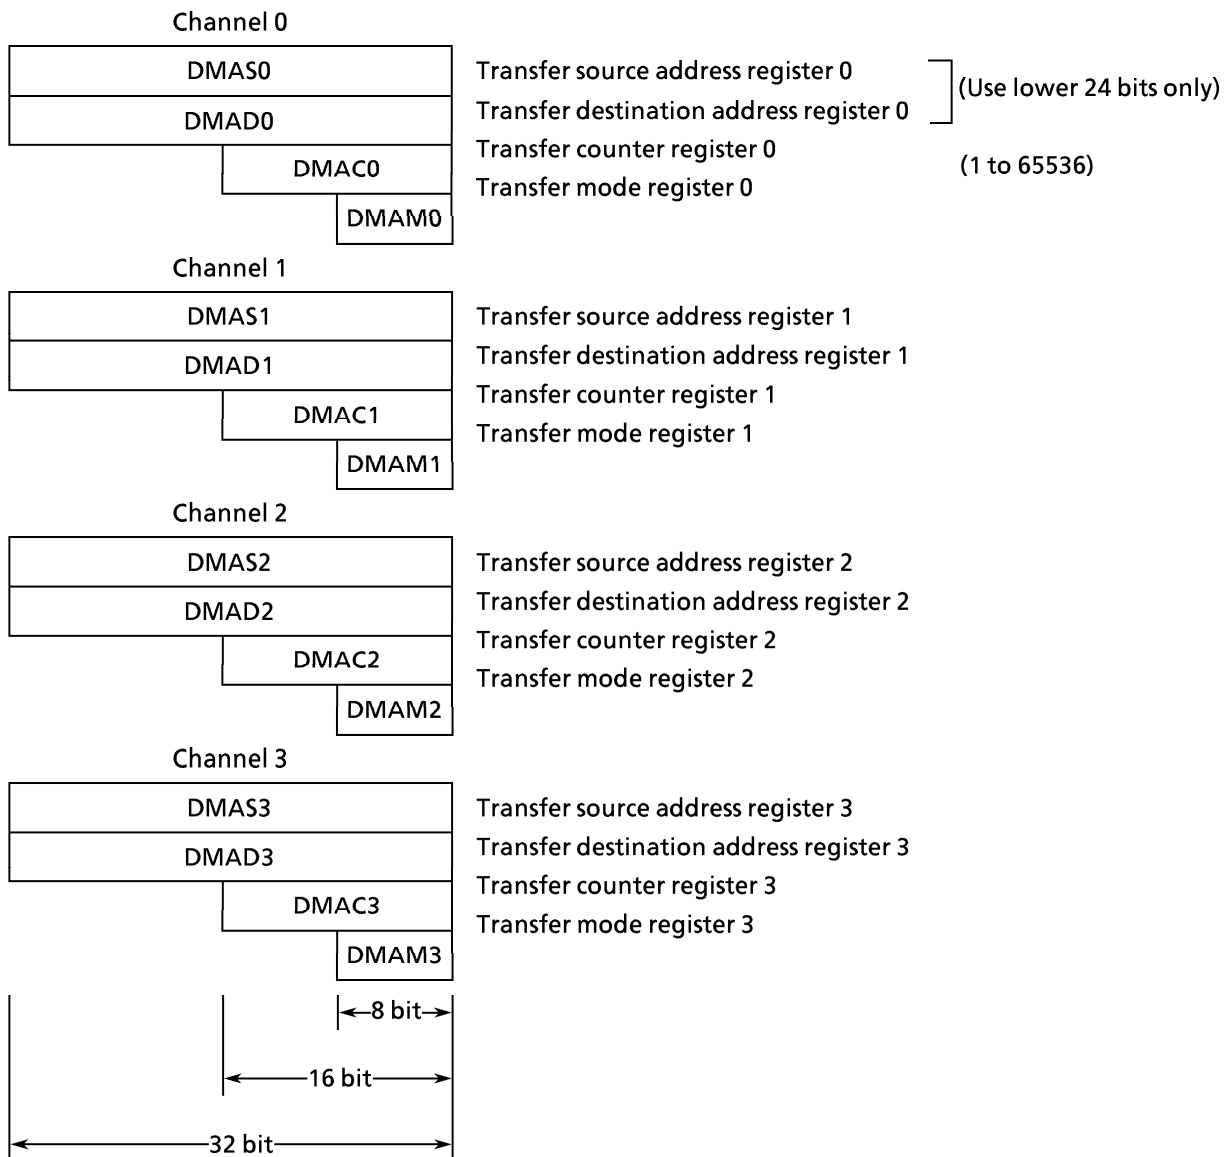 Channel 0
DMAS0 Transfer source address register 0
(Use lower 24 bits only)
DMAD0 Transfer destination address register 0
DMAC0 Transfer counter register 0 (1 to 65536)
DMAM0 Transfer mode register 0
Channel 1
DMAS1 Transfer source address register 1
DMAD1 Transfer destination address register 1
DMAC1 Transfer counter register 1
DMAM1 Transfer mode register 1
Channel 2
DMAS2 Transfer source address register 2
DMAD2 Transfer destination address register 2
DMAC2 Transfer counter register 2
DMAM2 Transfer mode register 2
Channel 3
DMAS3 Transfer source address register 3
DMAD3 Transfer destination address register 3
DMAC3 Transfer counter register 3
DMAM3 Transfer mode register 3
8 bit
16 bit
32 bit